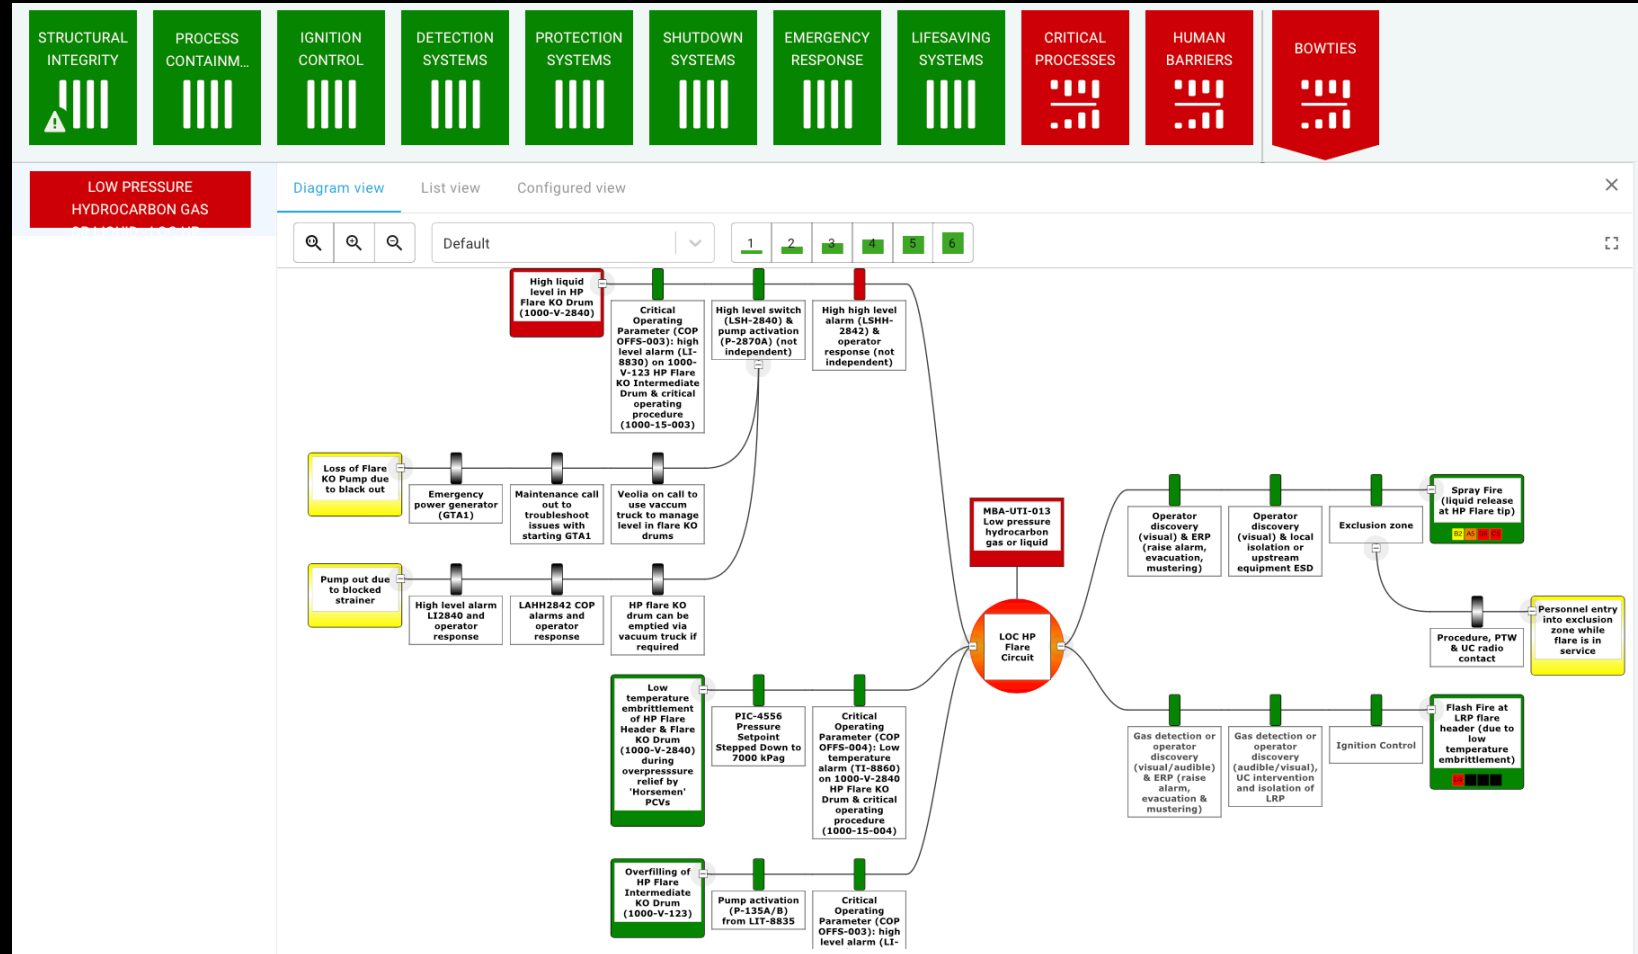 STRUCTURAL
INTEGRITY
PROCESS
CONTAINM...
IGNITION
CONTROL
DETECTION
SYSTEMS
PROTECTION
SYSTEMS
SHUTDOWN
SYSTEMS
EMERGENCY
RESPONSE
LIFESAVING
SYSTEMS
CRITICAL
PROCESSES
HUMAN
BARRIERS
BOWTIES
LOW PRESSURE
HYDROCARBON GAS
Diagram view
List view
Configured view
Default
1
2
3
4
5
6
High liquid
level in HP
Flare KO Drum
(1000-V-2840)
Critical
Operating
Parameter (COP
OFFS-003): high
level alarm (LI-
8830) on 1000-
V-123 HP Flare
KO Intermediate
Drum & critical
operating
procedure
(1000-15-003)
High level switch
(LSH-2840) &
pump activation
(P-2870A) (not
independent)
High high level
alarm (LSHH-
2842) &
operator
response (not
independent)
Loss of Flare
KO Pump due
to black out
Emergency
power generator
(GTA1)
Maintenance call
out to
troubleshoot
issues with
starting GTA1
Veolia on call to
use vaccum
truck to manage
level in flare KO
drums
Pump out due
to blocked
strainer
High level alarm
LI2840 and
operator
response
LAHH2842 COP
alarms and
operator
response
HP flare KO
drum can be
emptied via
vacuum truck if
required
Low
temperature
embrittlement
of HP Flare
Header & Flare
KO Drum
(1000-V-2840)
during
overpresssure
relief by
'Horsemen'
PCVs
PIC-4556
Pressure
Setpoint
Stepped Down to
7000 kPag
Critical
Operating
Parameter (COP
OFFS-004): Low
temperature
alarm (TI-8860)
on 1000-V-2840
HP Flare KO
Drum & critical
operating
procedure
(1000-15-004)
Overfilling of
HP Flare
Intermediate
KO Drum
(1000-V-123)
Pump activation
(P-135A/B)
from LIT-8835
Critical
Operating
Parameter (COP
OFFS-003): high
level alarm (LI-
MBA-UTI-013
Low pressure
hydrocarbon
gas or liquid
LOC HP
Flare
Circuit
Operator
discovery
(visual) & ERP
(raise alarm,
evacuation,
mustering)
Operator
discovery
(visual) & local
isolation or
upstream
equipment ESD
Exclusion zone
Spray Fire
(liquid release
at HP Flare tip)
B2 A5
Procedure, PTW
& UC radio
contact
Personnel entry
into exclusion
zone while
flare is in
service
Gas detection or
operator
discovery
(visual/audible)
& ERP (raise
alarm,
evacuation &
mustering)
Gas detection or
operator
discovery
(audible/visual),
UC intervention
and isolation of
LRP
Ignition Control
Flash Fire at
LRP flare
header (due to
low
temperature
embrittlement)